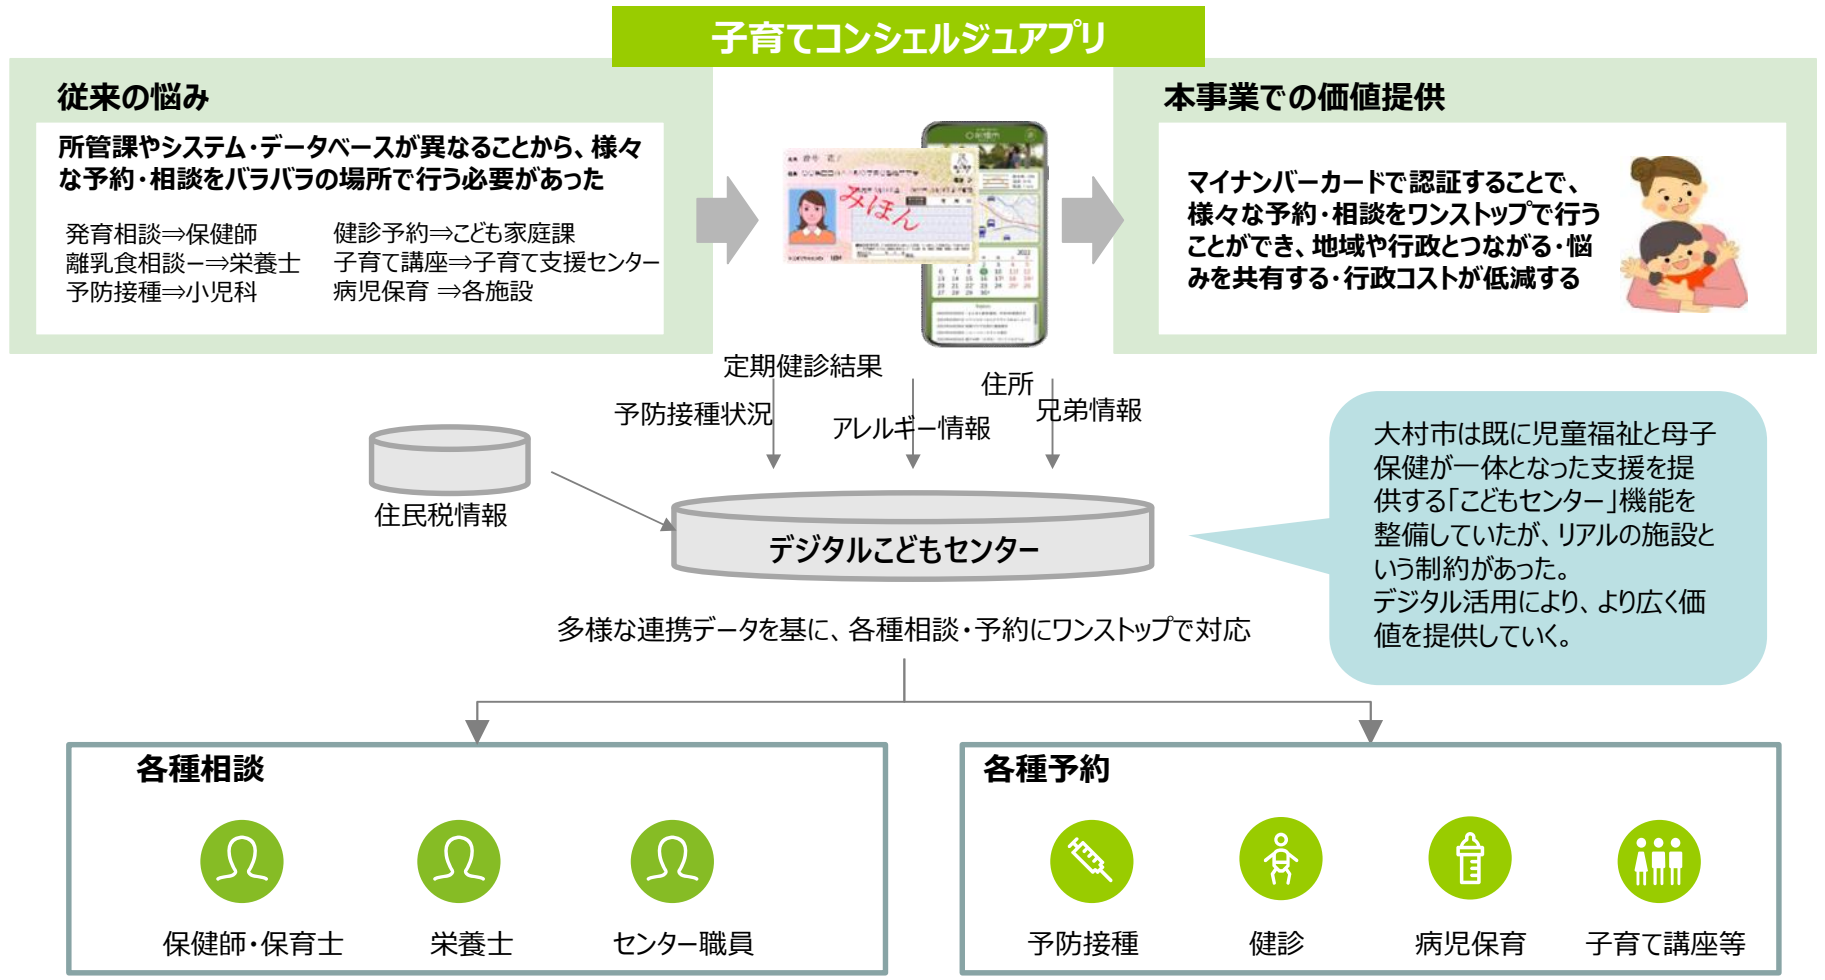 子育てコンシェルジュアプリ
従来の悩み
所管課やシステム・データベースが異なることから、様々
な予約・相談をバラバラの場所で行う必要があった
発育相談⇒保健師
離乳食相談ー⇒栄養士
予防接種⇒小児科
健診予約⇒こども家庭課
子育て講座⇒子育て支援センター
病児保育 ⇒各施設
みほん
2022
本事業での価値提供
マイナンバーカードで認証することで、
様々な予約・相談をワンストップで行う
ことができ、地域や行政とつながる・悩
みを共有する・行政コストが低減する
定期健診結果
住所
予防接種状況
アレルギー情報
兄弟情報
住民税情報
デジタルこどもセンター
大村市は既に児童福祉と母子
保健が一体となった支援を提
供する「こどもセンター」機能を
整備していたが、リアルの施設と
いう制約があった。
デジタル活用により、より広く価
値を提供していく。
多様な連携データを基に、各種相談・予約にワンストップで対応
各種相談
保健師・保育士
栄養士
センター職員
各種予約
予防接種
健診
病児保育
子育て講座等